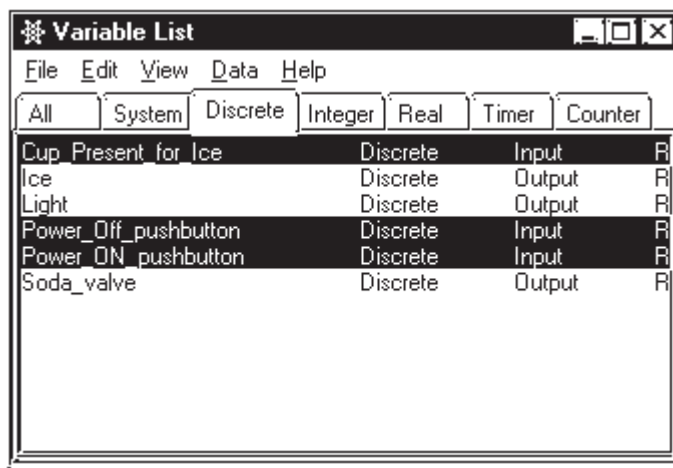 Variable List
File Edit View Data Help
All System Discrete Integer Real Timer Counter
Cup_Present_for_Ice Discrete Input R
Ice Discrete Output R
Light Discrete Output R
Power_Off_pushbutton Discrete Input R
Power_ON_pushbutton Discrete Input R
Soda_valve Discrete Output R